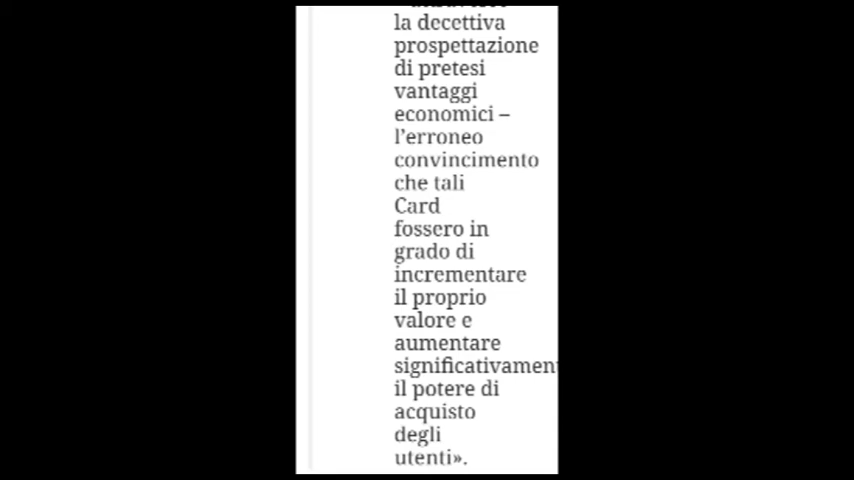 la decettiva
prospettazione
di pretesi
vantaggi
economici –
l'erroneo
convincimento
che tali
Card
fossero in
grado di
incrementare
il proprio
valore e
aumentare
significativament
il potere di
acquisto
degli
utenti».